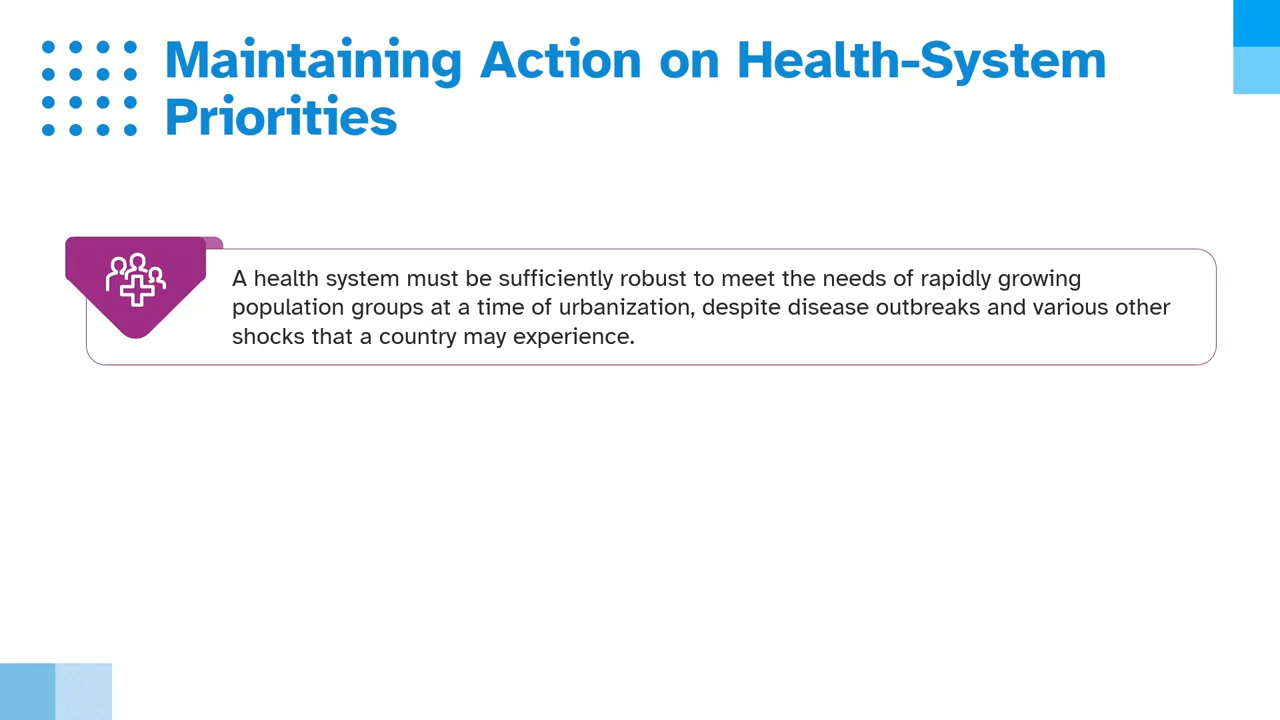 Maintaining Action on Health-System
Priorities
A health system must be sufficiently robust to meet the needs of rapidly growing
population groups at a time of urbanization, despite disease outbreaks and various other
shocks that a country may experience.